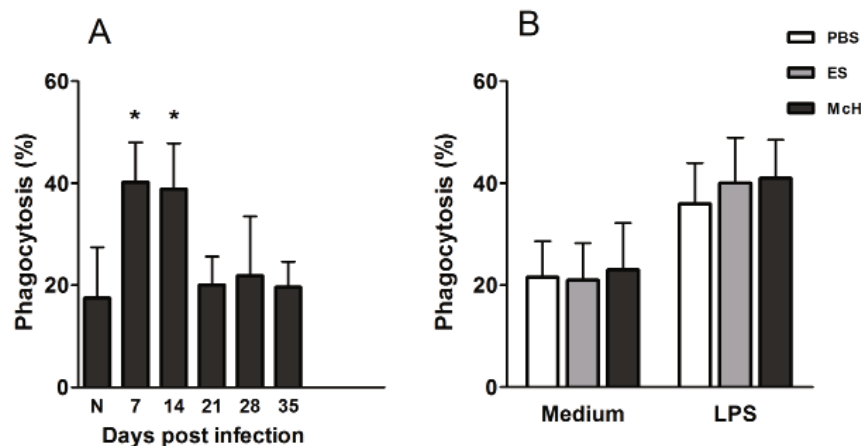 A
Phagocytosis (%)
60
40
20
0
* *
N 7 14 21 28 35
Days post infection
B
PBS
ES
McH
Phagocytosis (%)
60
40
20
0
Medium LPS